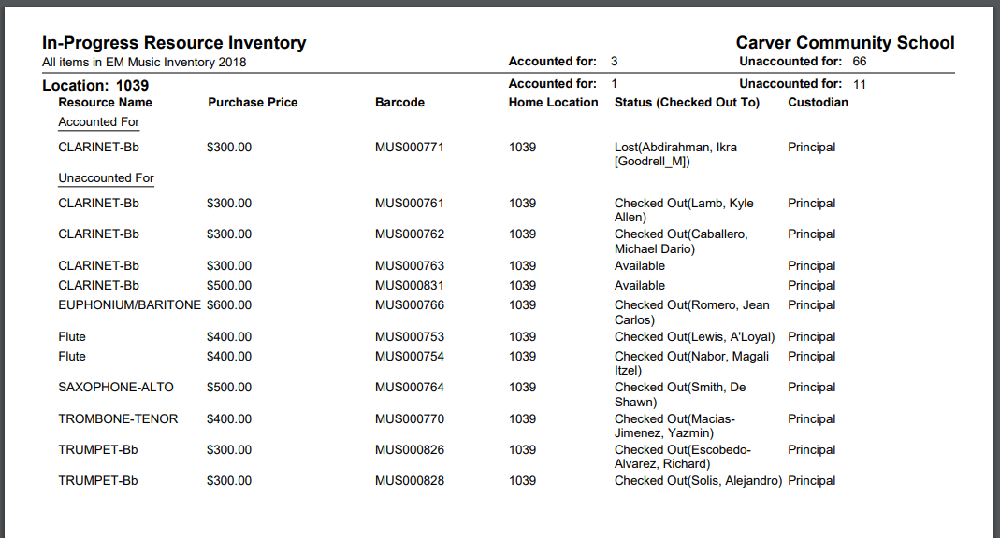 In-Progress Resource Inventory Carver Community School
All items in EM Music Inventory 2018 Accounted for: 3 Unaccounted for: 66
Location: 1039 Accounted for: 1 Unaccounted for: 11
Resource Name Purchase Price Barcode Home Location Status (Checked Out To) Custodian
Accounted For
CLARINET-Bb $300.00 MUS000771 1039 Lost(Abdirahman, Ikra Principal
[Goodrell_M])
Unaccounted For
CLARINET-Bb $300.00 MUS000761 1039 Checked Out(Lamb, Kyle Principal
Allen)
CLARINET-Bb $300.00 MUS000762 1039 Checked Out(Caballero, Principal
Michael Dario)
CLARINET-Bb $300.00 MUS000763 1039 Available Principal
CLARINET-Bb $500.00 MUS000831 1039 Available Principal
EUPHONIUM/BARITONE $600.00 MUS000766 1039 Checked Out(Romero, Jean Principal
Carlos)
Flute $400.00 MUS000753 1039 Checked Out(Lewis, A'Loyal) Principal
Flute $400.00 MUS000754 1039 Checked Out(Nabor, Magali Principal
Itzel)
SAXOPHONE-ALTO $500.00 MUS000764 1039 Checked Out(Smith, De Principal
Shawn)
TROMBONE-TENOR $400.00 MUS000770 1039 Checked Out(Macias- Principal
Jimenez, Yazmin)
TRUMPET-Bb $300.00 MUS000826 1039 Checked Out(Escobedo- Principal
Alvarez, Richard)
TRUMPET-Bb $300.00 MUS000828 1039 Checked Out(Solis, Alejandro) Principal